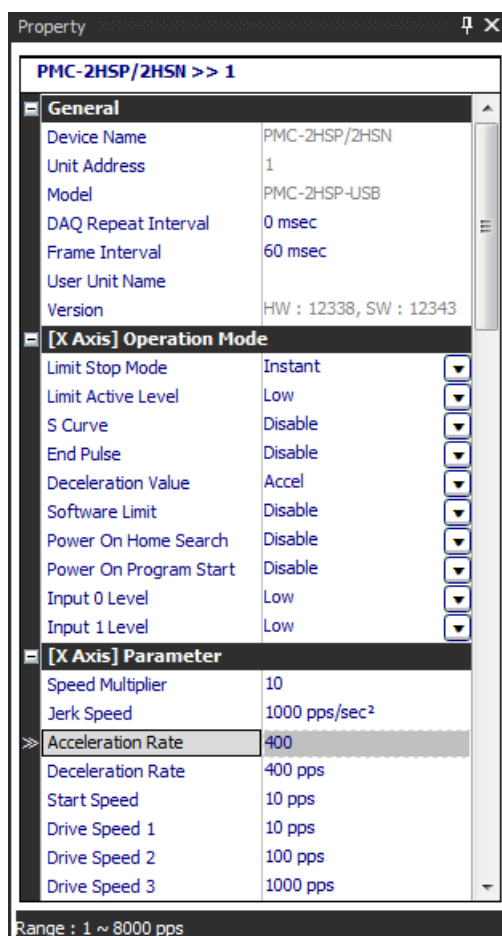 Property
PMC-2HSP/2HSN >> 1
General
Device Name PMC-2HSP/2HSN
Unit Address 1
Model PMC-2HSP-USB
DAQ Repeat Interval 0 msec
Frame Interval 60 msec
User Unit Name
Version HW : 12338, SW : 12343
[X Axis] Operation Mode
Limit Stop Mode Instant
Limit Active Level Low
S Curve Disable
End Pulse Disable
Deceleration Value Accel
Software Limit Disable
Power On Home Search Disable
Power On Program Start Disable
Input 0 Level Low
Input 1 Level Low
[X Axis] Parameter
Speed Multiplier 10
Jerk Speed 1000 pps/sec²
Acceleration Rate 400
Deceleration Rate 400 pps
Start Speed 10 pps
Drive Speed 1 10 pps
Drive Speed 2 100 pps
Drive Speed 3 1000 pps
Range : 1 ~ 8000 pps